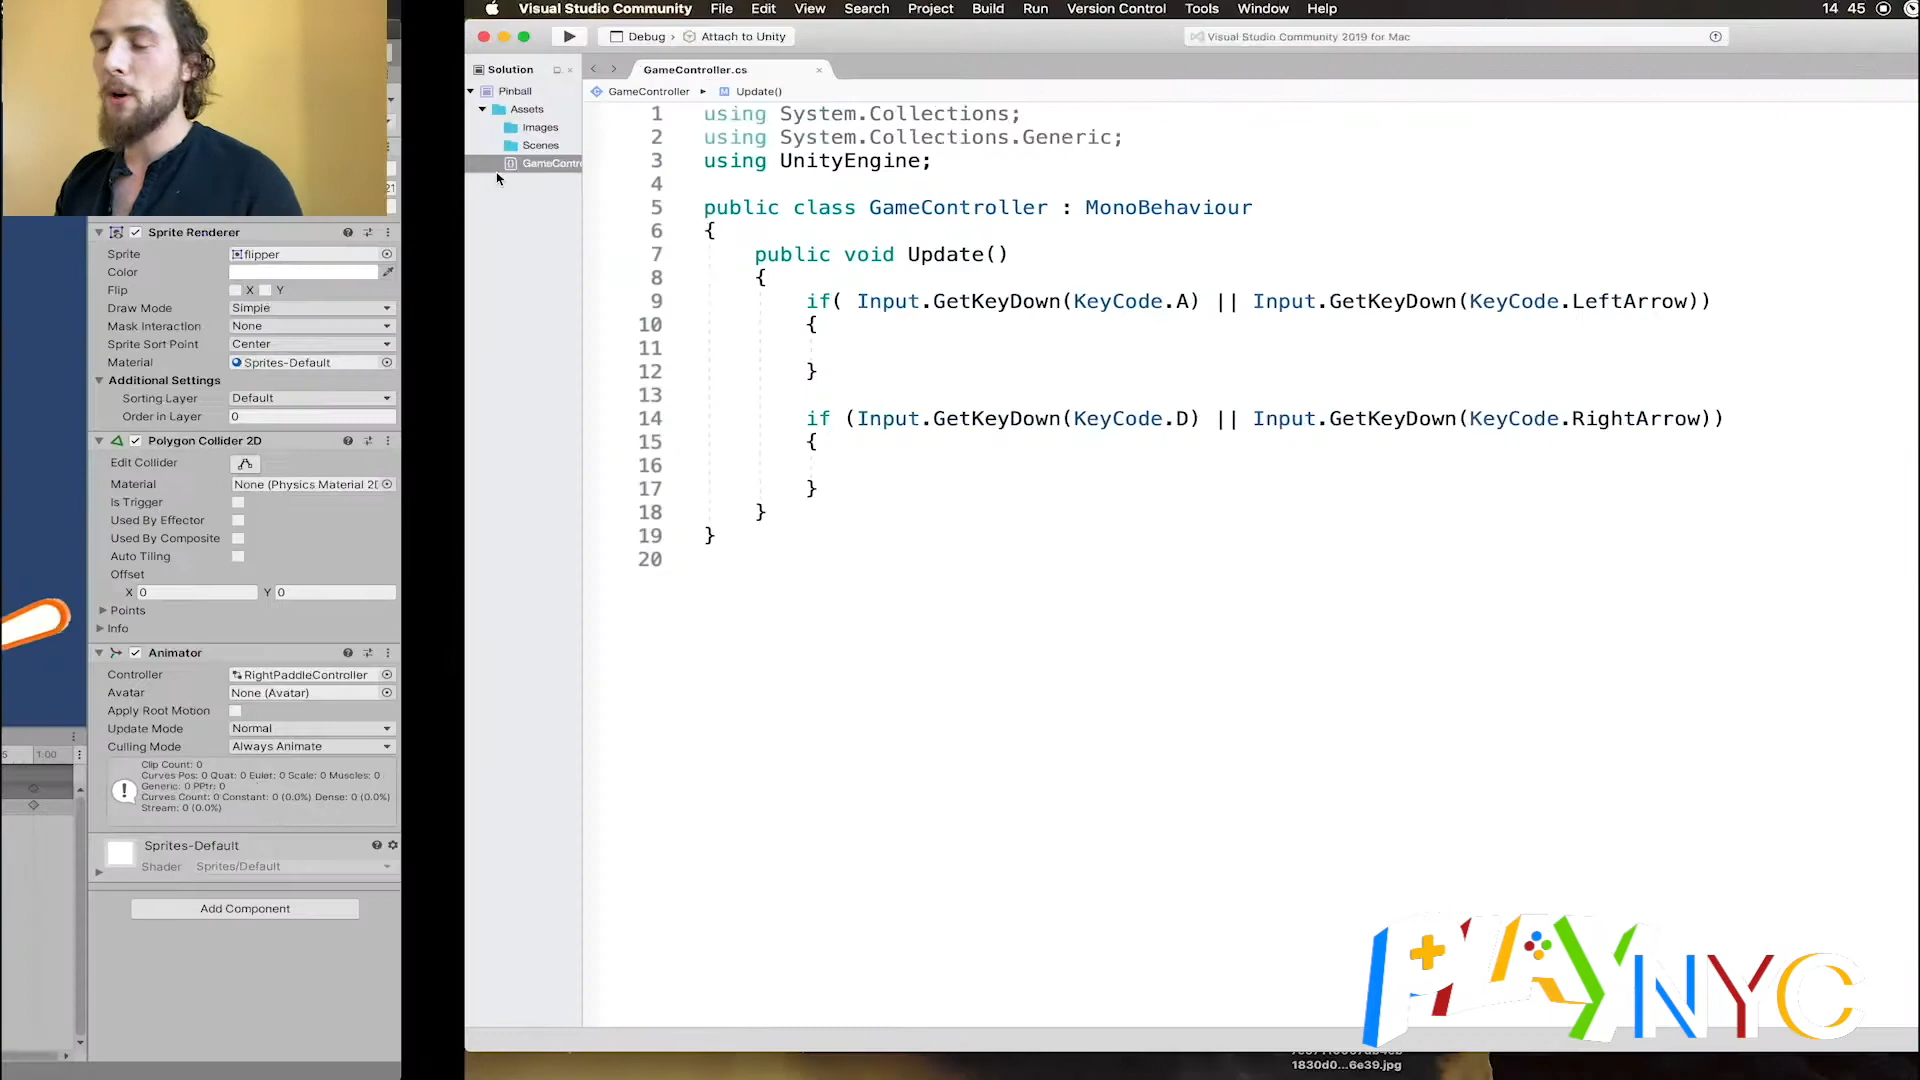 Visual Studio Community File Edit View Search Project Build Run Version Control Tools Window Help 14 45
Debug › Attach to Unity
Visual Studio Community 2019 for Mac
Solution
GameController.cs
GameController ▸ Update()
Pinball
Assets
Images
Scenes
GameContro
1 using System.Collections;
2 using System.Collections.Generic;
3 using UnityEngine;
4
5 public class GameController : MonoBehaviour
6 {
7 public void Update()
8 {
9 if( Input.GetKeyDown(KeyCode.A) || Input.GetKeyDown(KeyCode.LeftArrow))
10 {
11
12 }
13
14 if (Input.GetKeyDown(KeyCode.D) || Input.GetKeyDown(KeyCode.RightArrow))
15 {
16
17 }
18 }
19 }
20
21
Sprite Renderer
Sprite flipper
Color
Flip X Y
Draw Mode Simple
Mask Interaction None
Sprite Sort Point Center
Material Sprites-Default
Additional Settings
Sorting Layer Default
Order in Layer 0
Polygon Collider 2D
Edit Collider
Material None (Physics Material 2D
Is Trigger
Used By Effector
Used By Composite
Auto Tiling
Offset
X 0 Y 0
Points
Info
Animator
Controller RightPaddleController
Avatar None (Avatar)
Apply Root Motion
Update Mode Normal
Culling Mode Always Animate
Clip Count: 0
Curves Pos: 0 Quat: 0 Euler: 0 Scale: 0 Muscles: 0
Generic: 0 PPtr: 0
Curves Count: 0 Constant: 0 (0.0%) Dense: 0 (0.0%)
Stream: 0 (0.0%)
5 1:00
Sprites-Default
Shader Sprites/Default
Add Component
PLAY NYC
1830d0...6e39.jpg